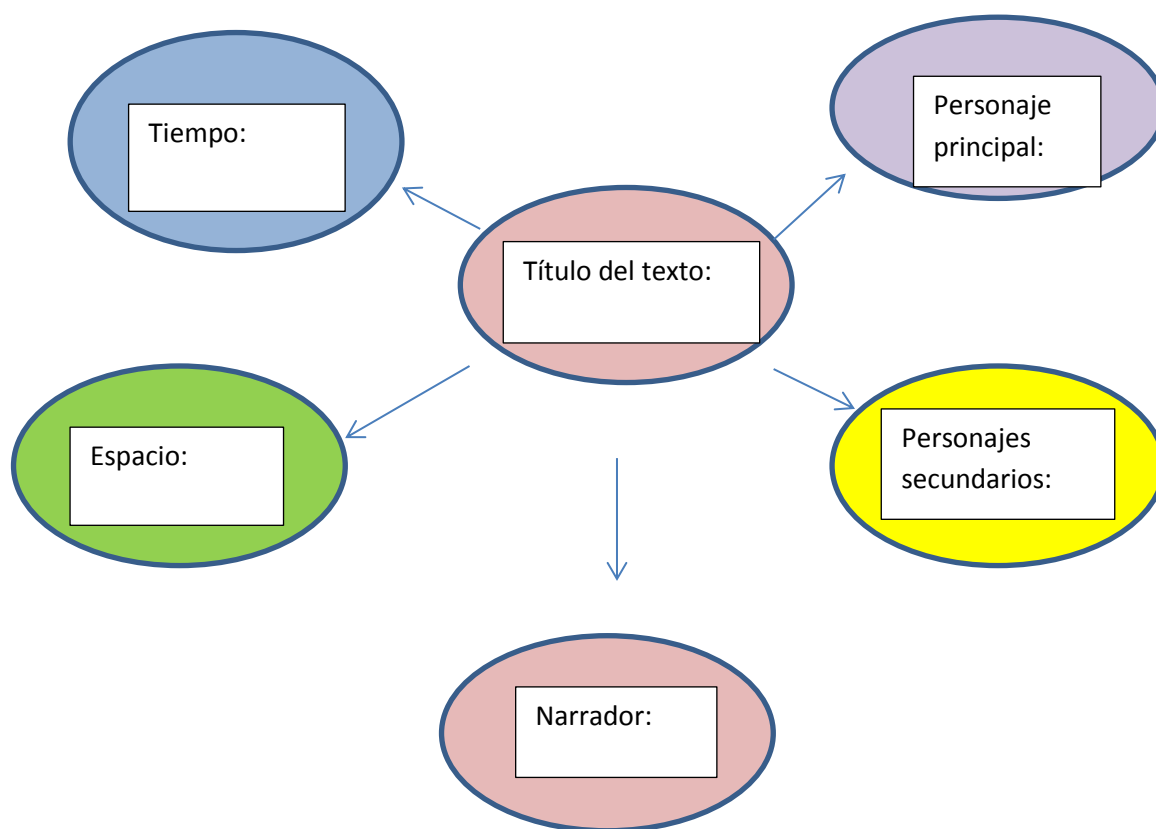 Tiempo:
Personaje
principal:
Título del texto:
Espacio:
Personajes
secundarios:
Narrador: